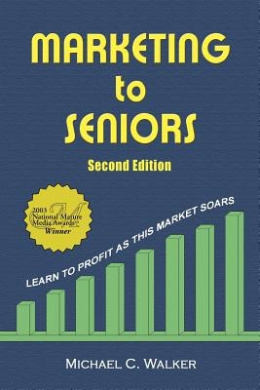 MARKETING
to
SENIORS
Second Edition
2003
National Mature
Media Awards
Winner
LEARN TO PROFIT AS THIS MARKET SOARS
MICHAEL C. WALKER